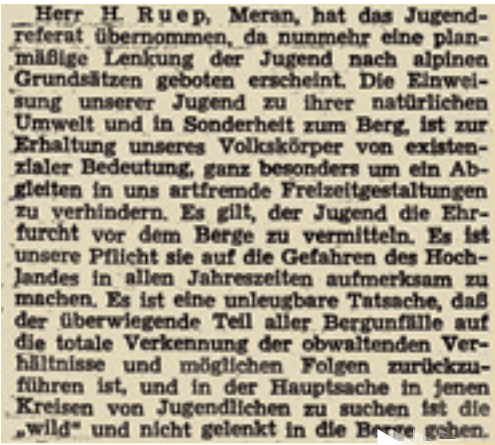 Herr H. Ruep, Meran, hat das Jugend-
referat übernommen, da nunmehr eine plan-
mäßige Lenkung der Jugend nach alpinen
Grundsätzen geboten erscheint. Die Einwei-
sung unserer Jugend zu ihrer natürlichen
Umwelt und in Sonderheit zum Berg, ist zur
Erhaltung unseres Volkskörper von existen-
zialer Bedeutung, ganz besonders um ein Ab-
gleiten in uns artfremde Freizeitgestaltungen
zu verhindern. Es gilt, der Jugend die Ehr-
furcht vor dem Berge zu vermitteln. Es ist
unsere Pflicht sie auf die Gefahren des Hoch-
landes in allen Jahreszeiten aufmerksam zu
machen. Es ist eine unleugbare Tatsache, daß
der überwiegende Teil aller Bergunfälle auf
die totale Verkennung der obwaltenden Ver-
hältnisse und möglichen Folgen zurückzu-
führen ist, und in der Hauptsache in jenen
Kreisen von Jugendlichen zu suchen ist die
„wild“ und nicht gelenkt in die Berge gehen.